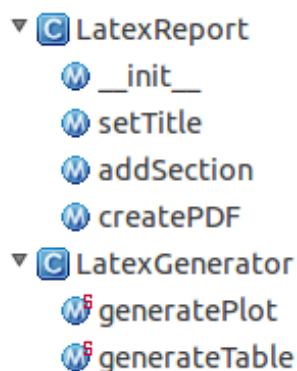 LatexReport
__init__
setTitle
addSection
createPDF
LatexGenerator
generatePlot
generateTable